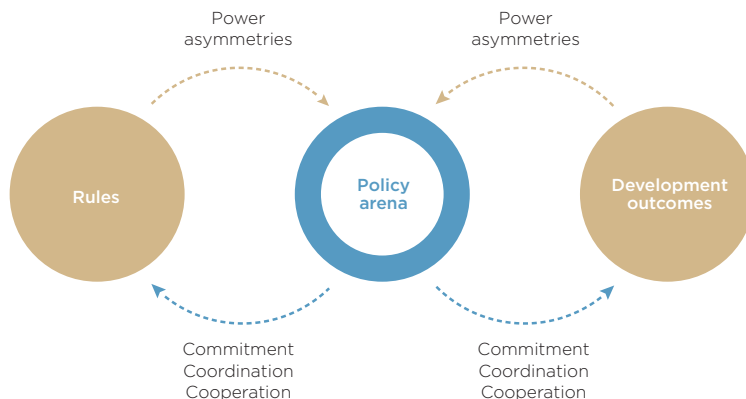 Power
asymmetries
Power
asymmetries
Rules
Policy
arena
Development
outcomes
Commitment
Coordination
Cooperation
Commitment
Coordination
Cooperation